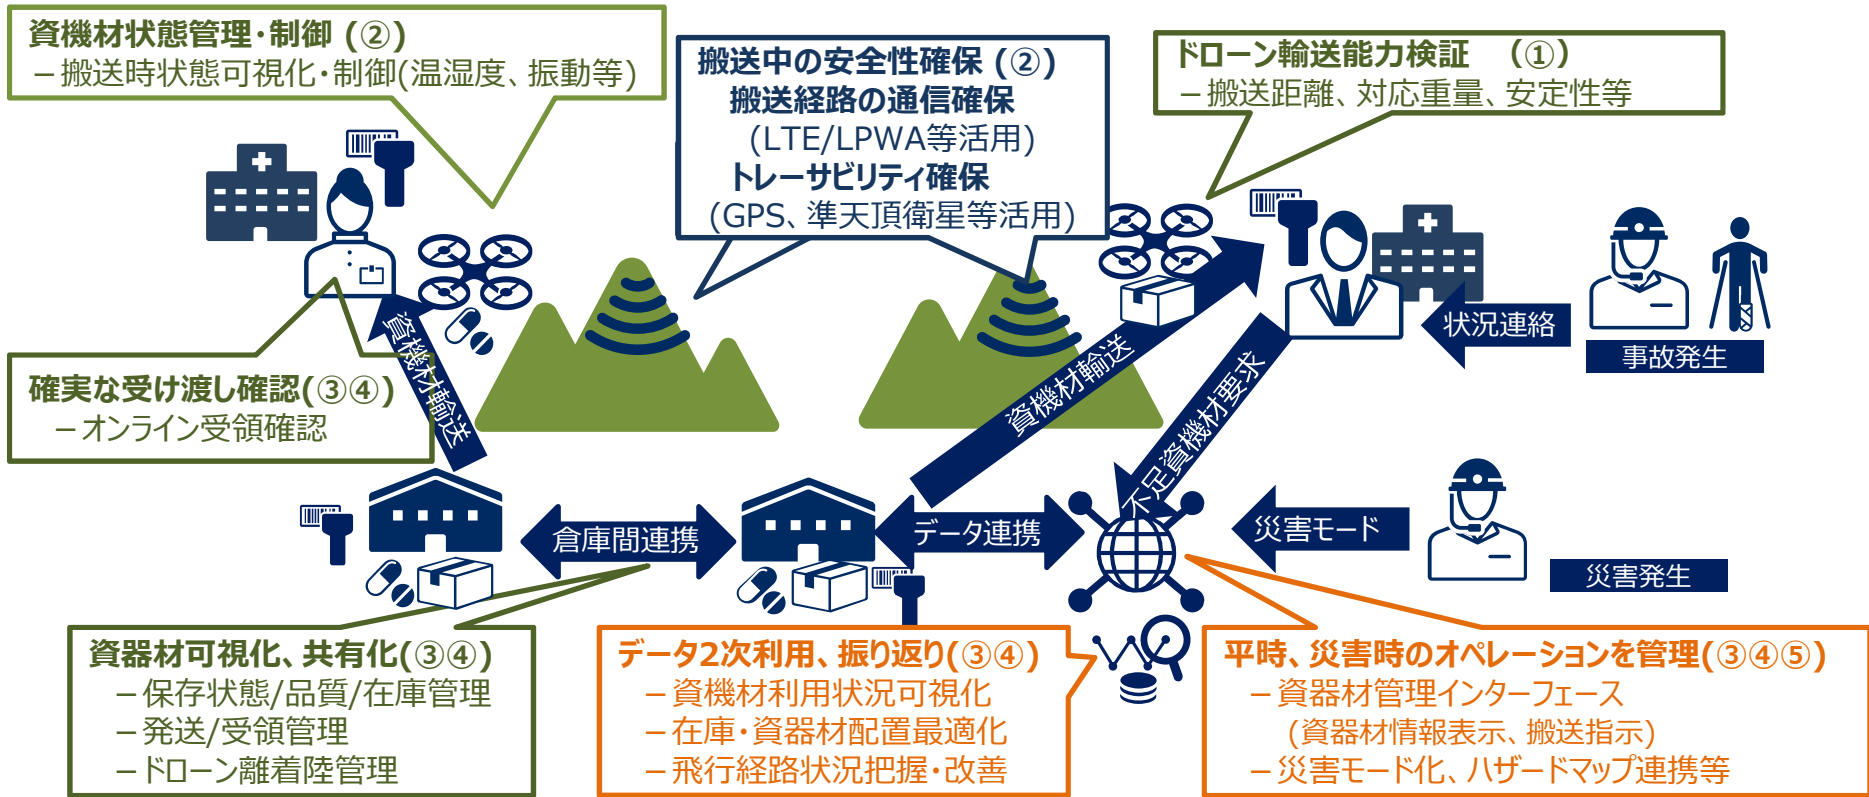 資機材状態管理・制御 (②)
－搬送時状態可視化・制御(温湿度、振動等)
搬送中の安全性確保 (②)
搬送経路の通信確保
(LTE/LPWA等活用)
トレーサビリティ確保
(GPS、準天頂衛星等活用)
ドローン輸送能力検証 (①)
－搬送距離、対応重量、安定性等
状況連絡
事故発生
資機材輸送
資機材輸送
不足資機材要求
確実な受け渡し確認(③④)
－オンライン受領確認
倉庫間連携
データ連携
災害モード
災害発生
資器材可視化、共有化(③④)
－保存状態/品質/在庫管理
－発送/受領管理
－ドローン離着陸管理
データ2次利用、振り返り(③④)
－資機材利用状況可視化
－在庫・資器材配置最適化
－飛行経路状況把握・改善
平時、災害時のオペレーションを管理(③④⑤)
－資器材管理インターフェース
(資器材情報表示、搬送指示)
－災害モード化、ハザードマップ連携等